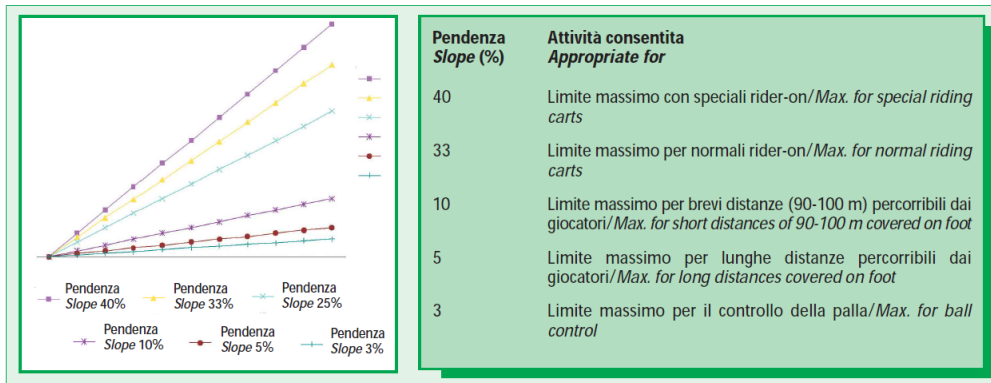 Pendenza
Slope 40%
Pendenza
Slope 33%
Pendenza
Slope 25%
Pendenza
Slope 10%
Pendenza
Slope 5%
Pendenza
Slope 3%
Pendenza
Slope (%)
Attività consentita
Appropriate for
40
Limite massimo con speciali rider-on/Max. for special riding
carts
33
Limite massimo per normali rider-on/Max. for normal riding
carts
10
Limite massimo per brevi distanze (90-100 m) percorribili dai
giocatori/Max. for short distances of 90-100 m covered on foot
5
Limite massimo per lunghe distanze percorribili dai
giocatori/Max. for long distances covered on foot
3
Limite massimo per il controllo della palla/Max. for ball
control